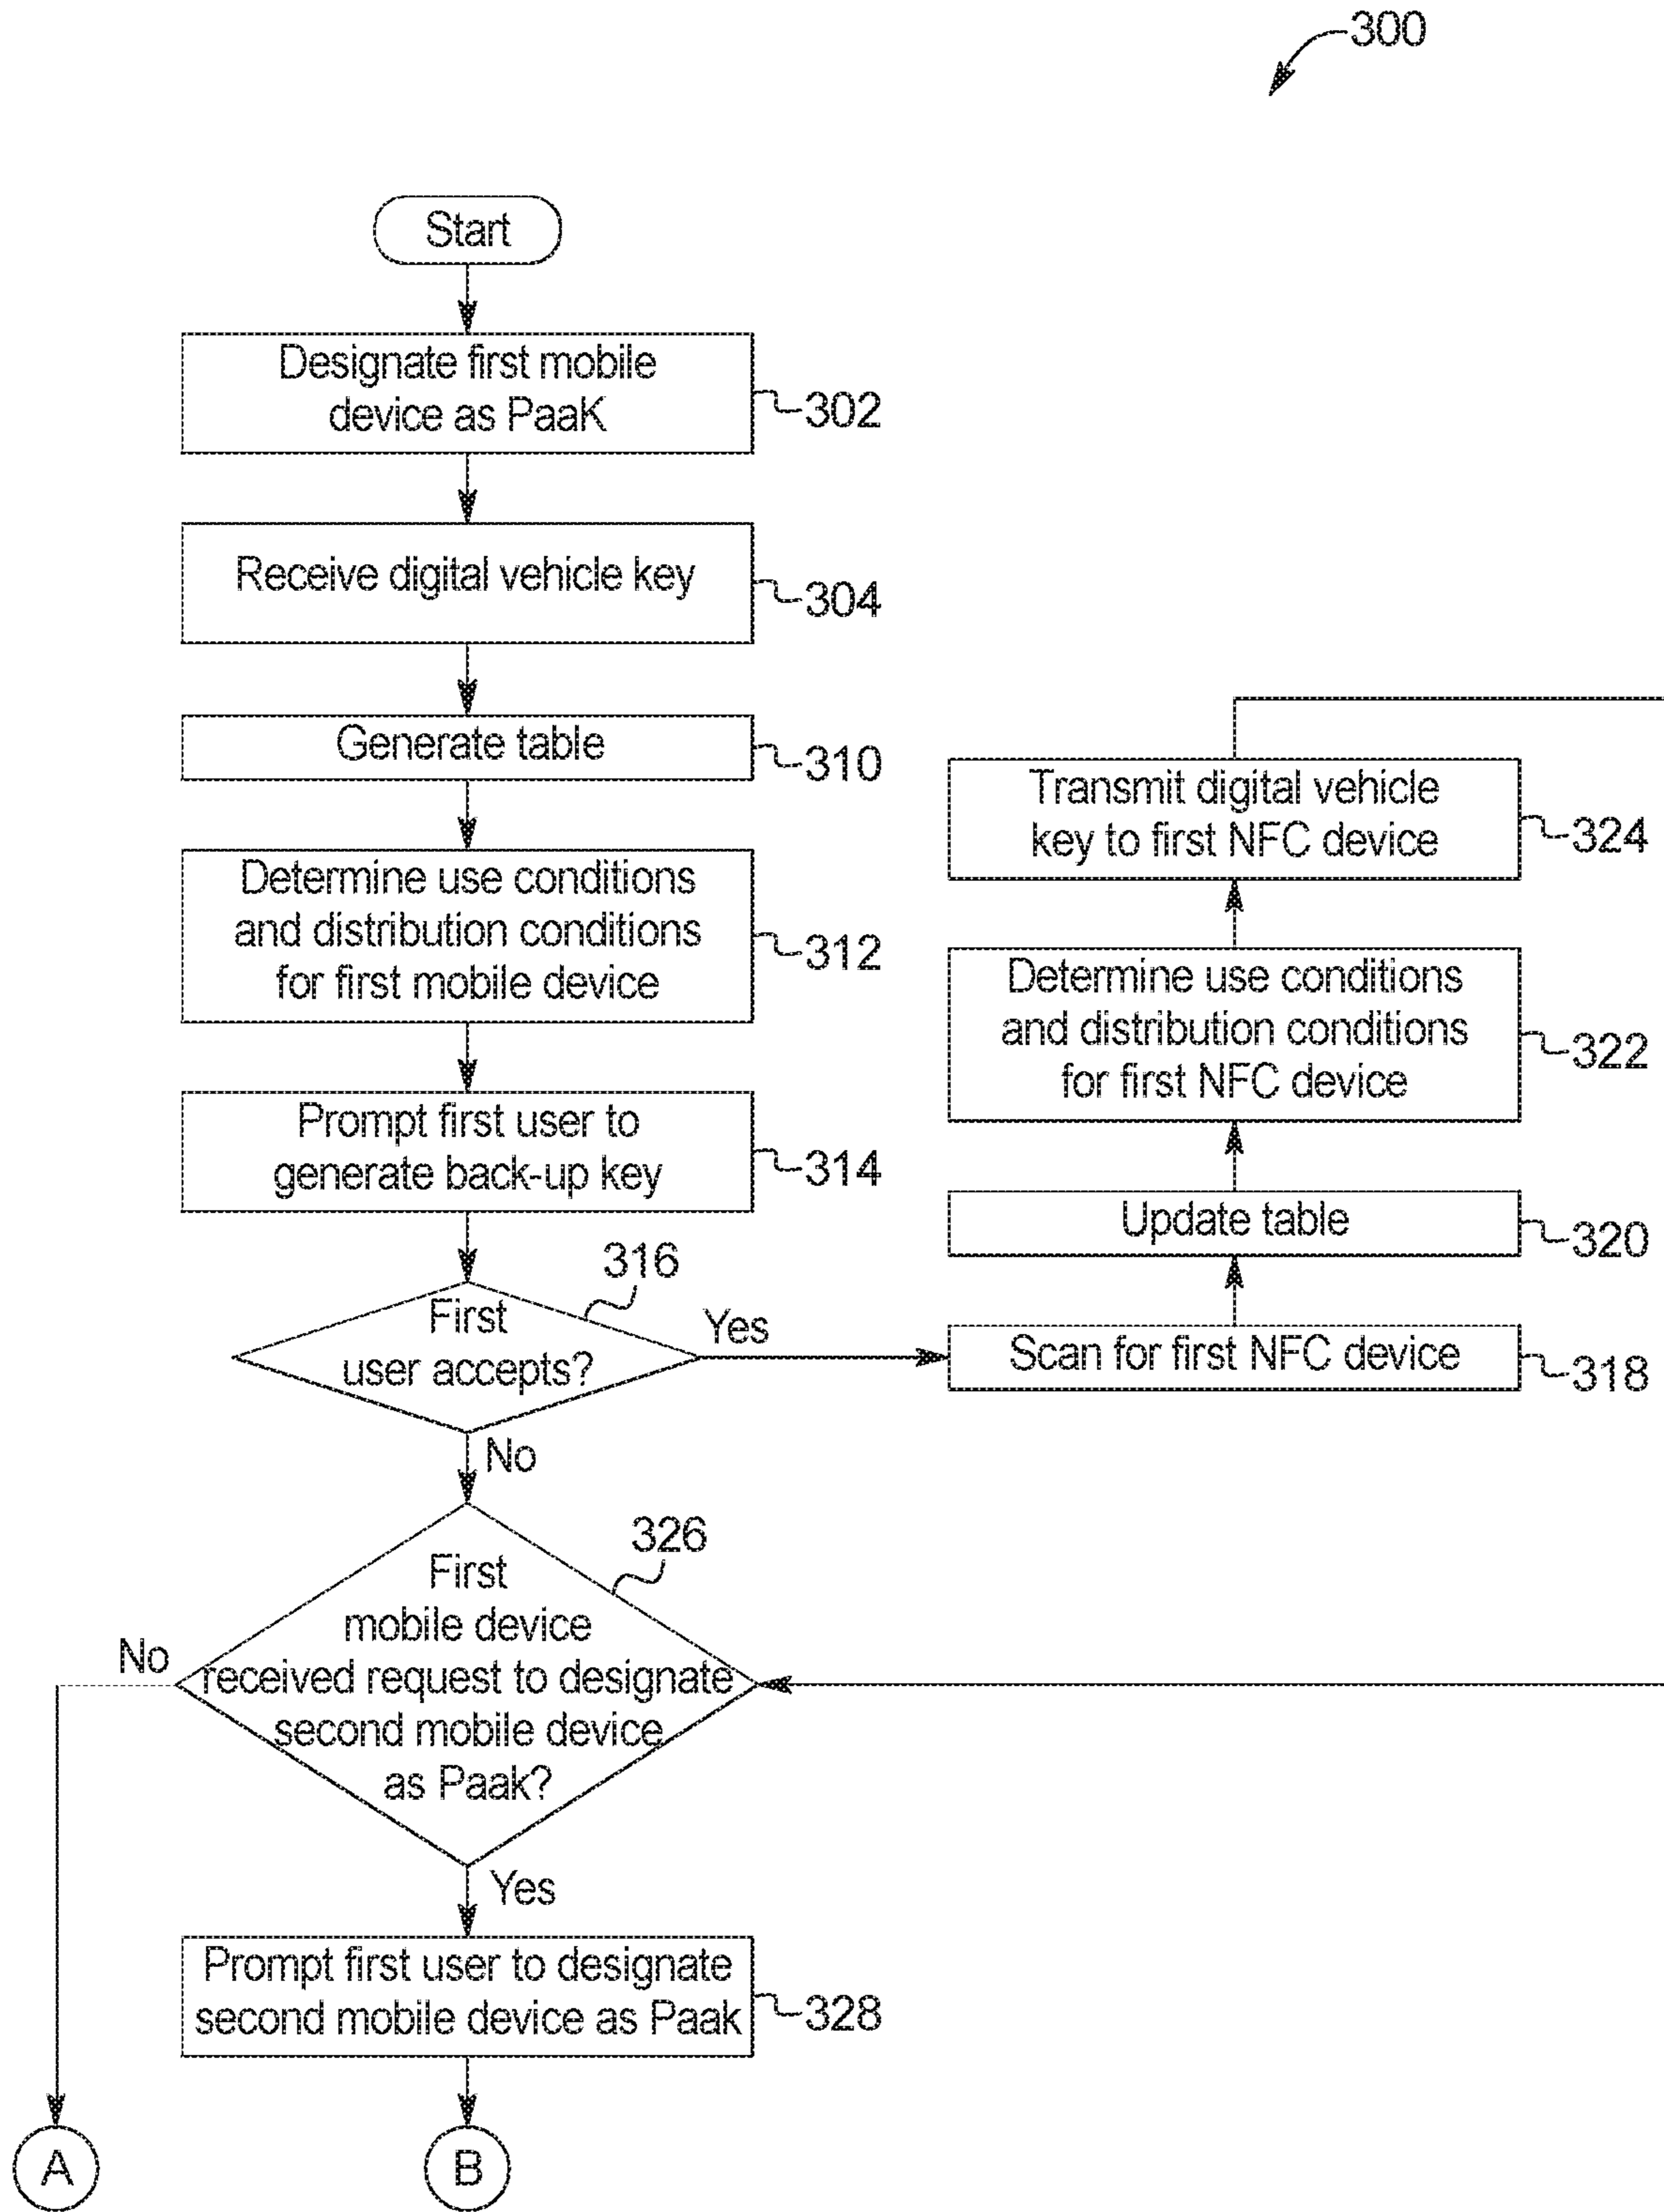 300
Start
Designate first mobile
device as PaaK
302
Receive digital vehicle key
304
Generate table
310
Determine use conditions
and distribution conditions
for first mobile device
312
Prompt first user to
generate back-up key
314
316
First
user accepts?
Yes
No
Transmit digital vehicle
key to first NFC device
324
Determine use conditions
and distribution conditions
for first NFC device
322
Update table
320
Scan for first NFC device
318
326
First
mobile device
received request to designate
second mobile device
as Paak?
No
Yes
Prompt first user to designate
second mobile device as Paak
328
A
B